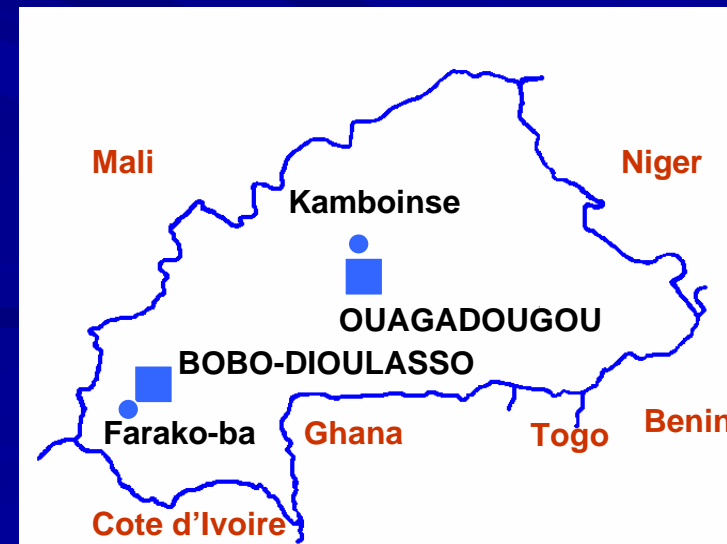 Mali
Niger
Kamboinse
OUAGADOUGOU
BOBO-DIOULASSO
Farako-ba
Ghana
Togo
Benin
Cote d'Ivoire